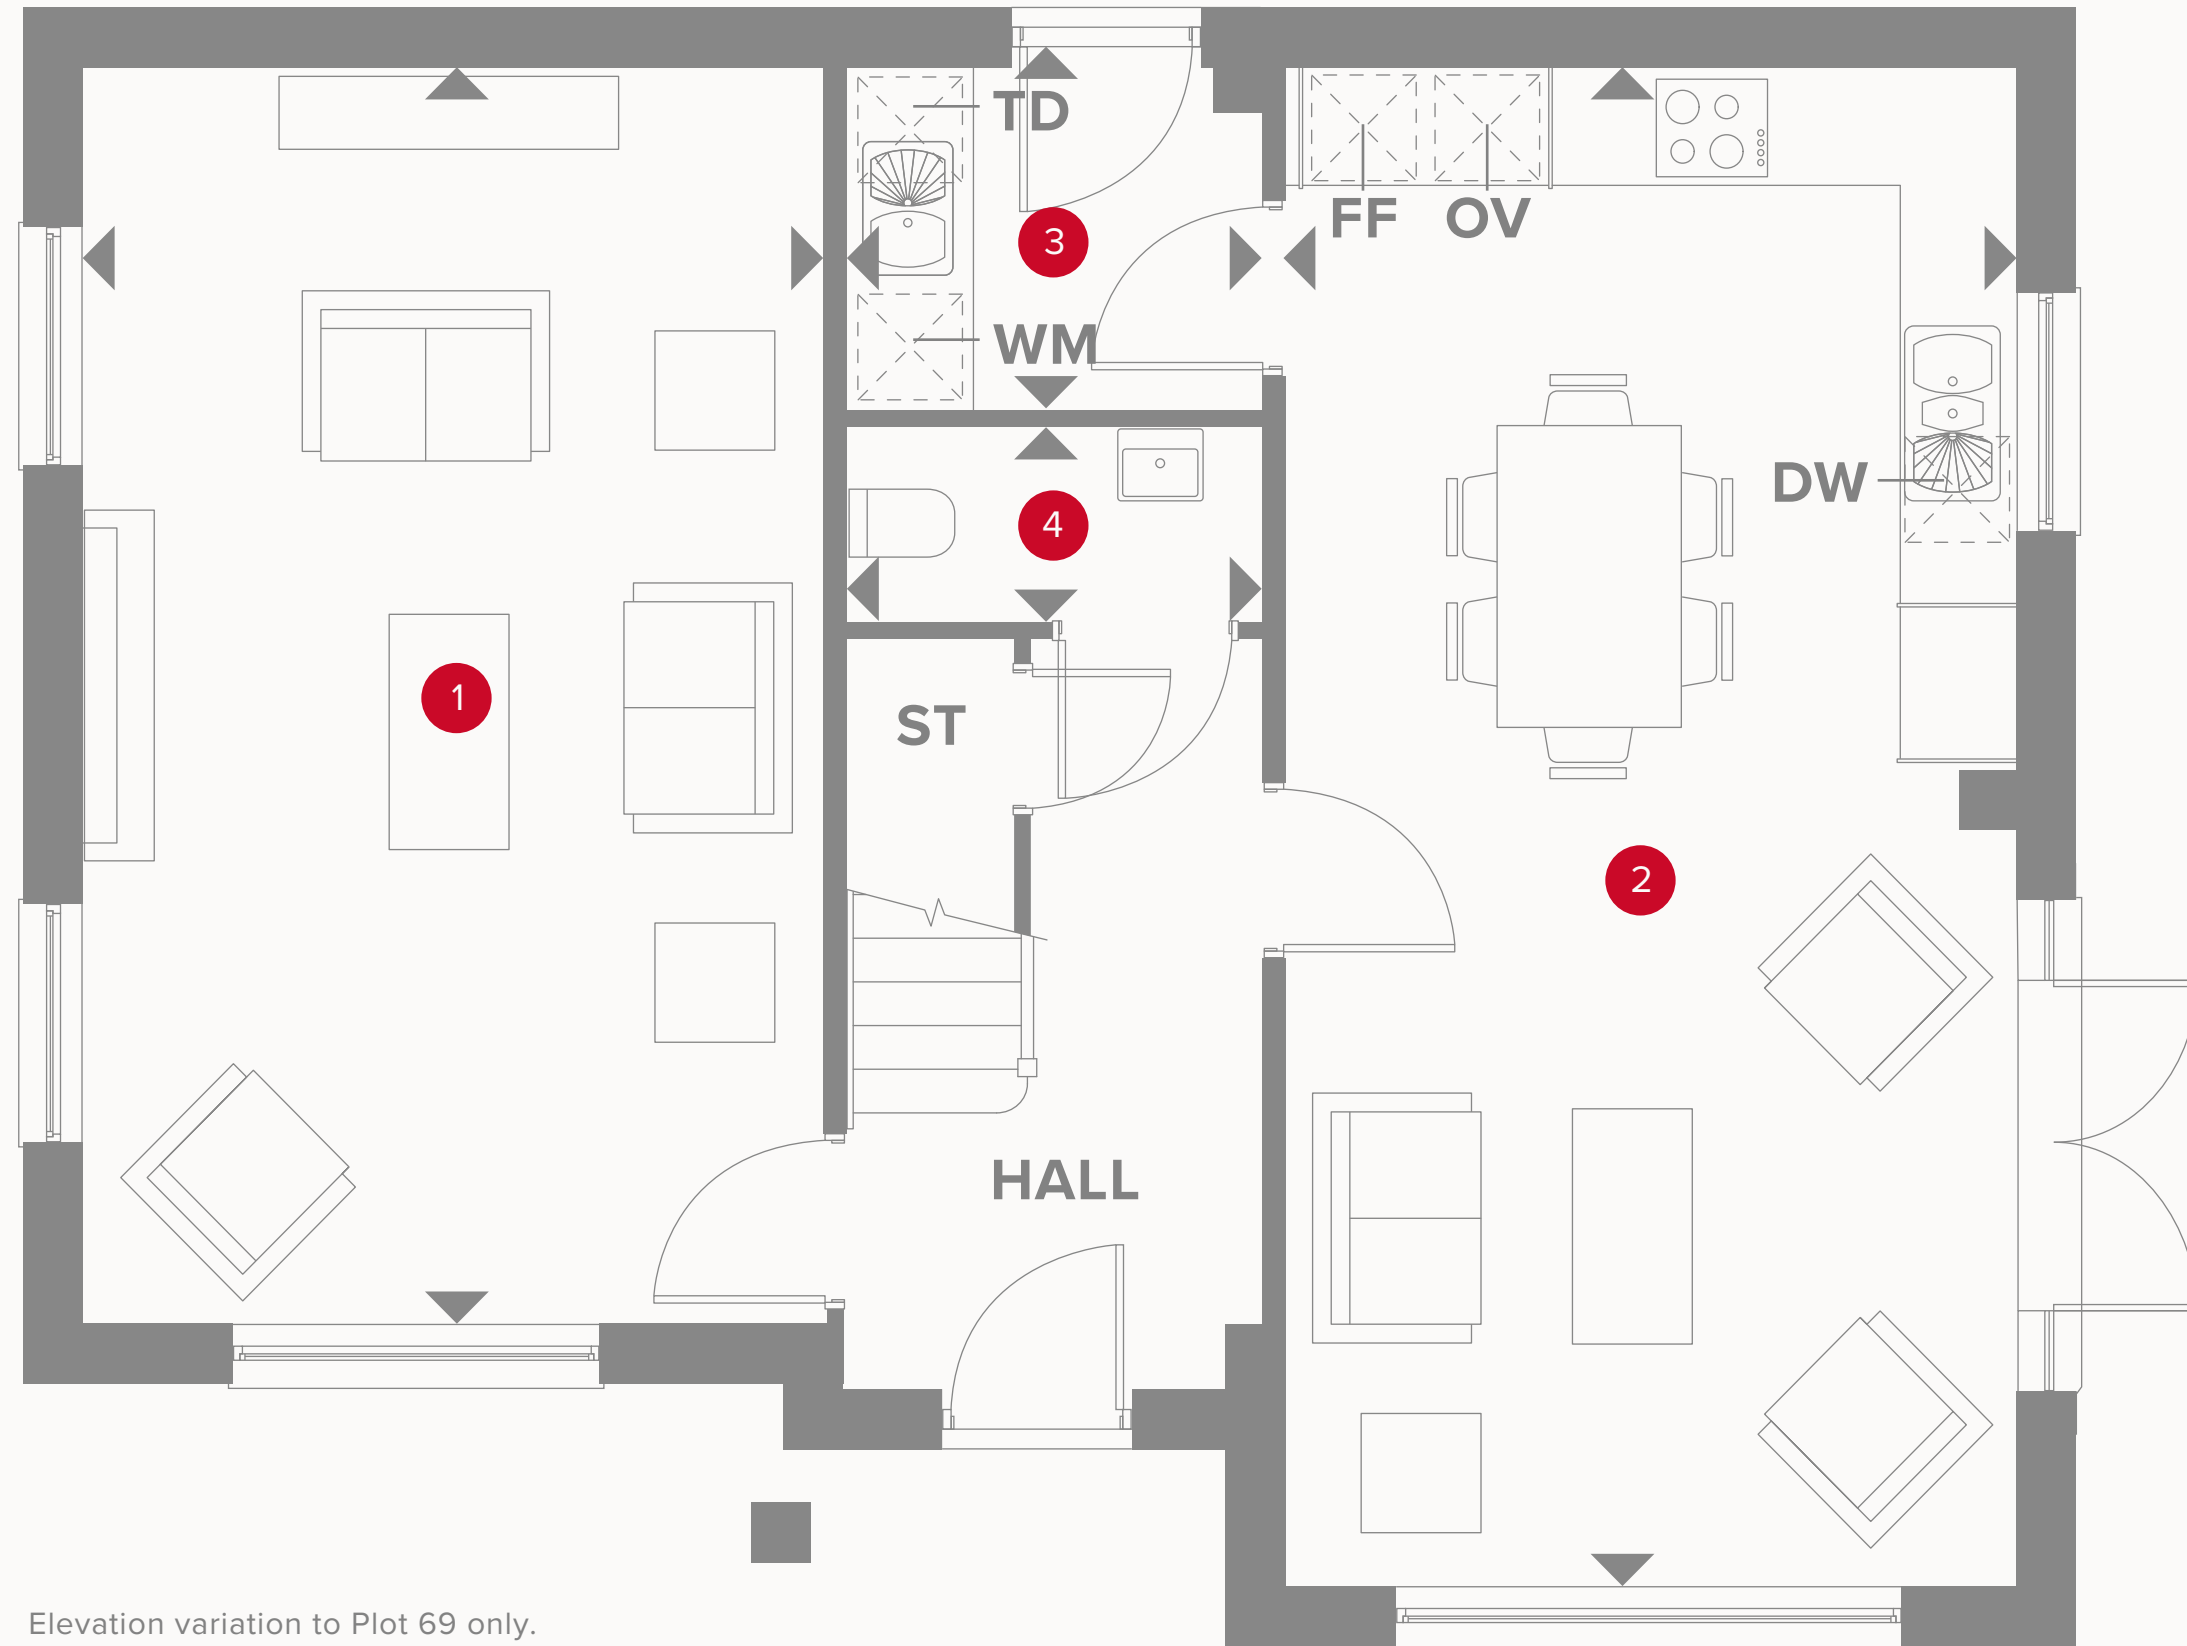 TD
3
FF OV
WM
4
DW
1
ST
2
HALL
Elevation variation to Plot 69 only.